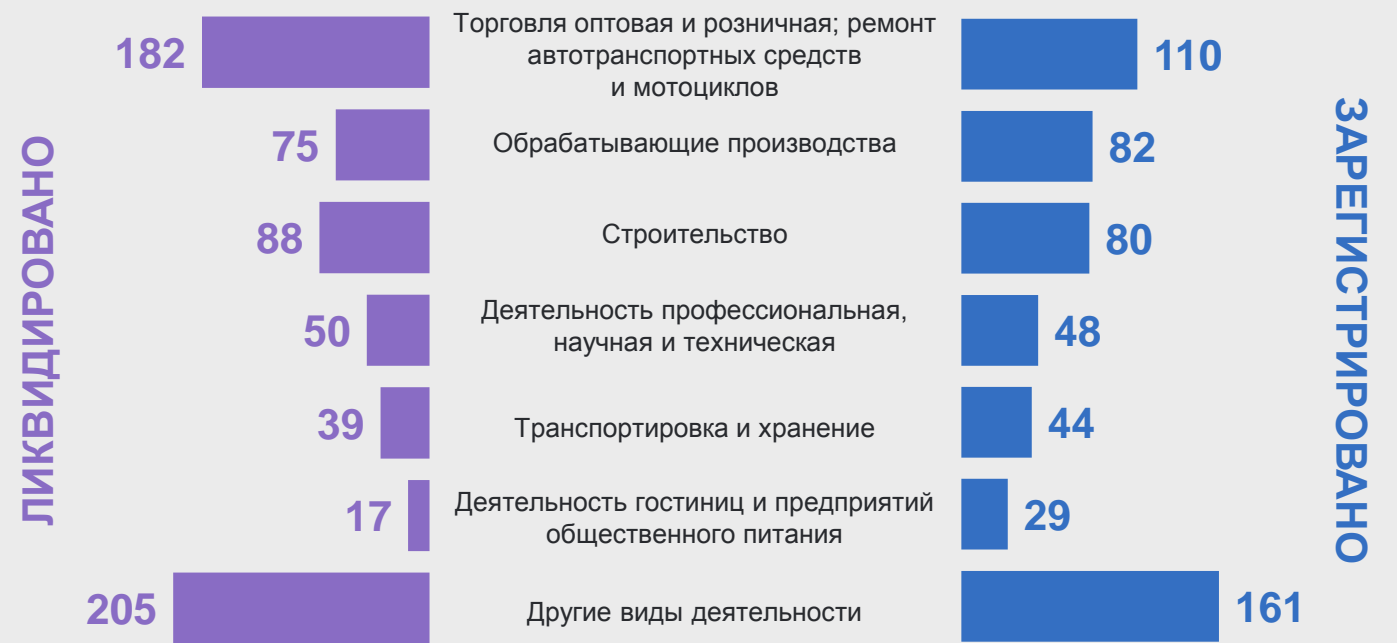 ЛИКВИДИРОВАНО
ЗАРЕГИСТРИРОВАНО
182
Торговля оптовая и розничная; ремонт
автотранспортных средств
и мотоциклов
110
75
Обрабатывающие производства
82
88
Строительство
80
50
Деятельность профессиональная,
научная и техническая
48
39
Транспортировка и хранение
44
17
Деятельность гостиниц и предприятий
общественного питания
29
205
Другие виды деятельности
161